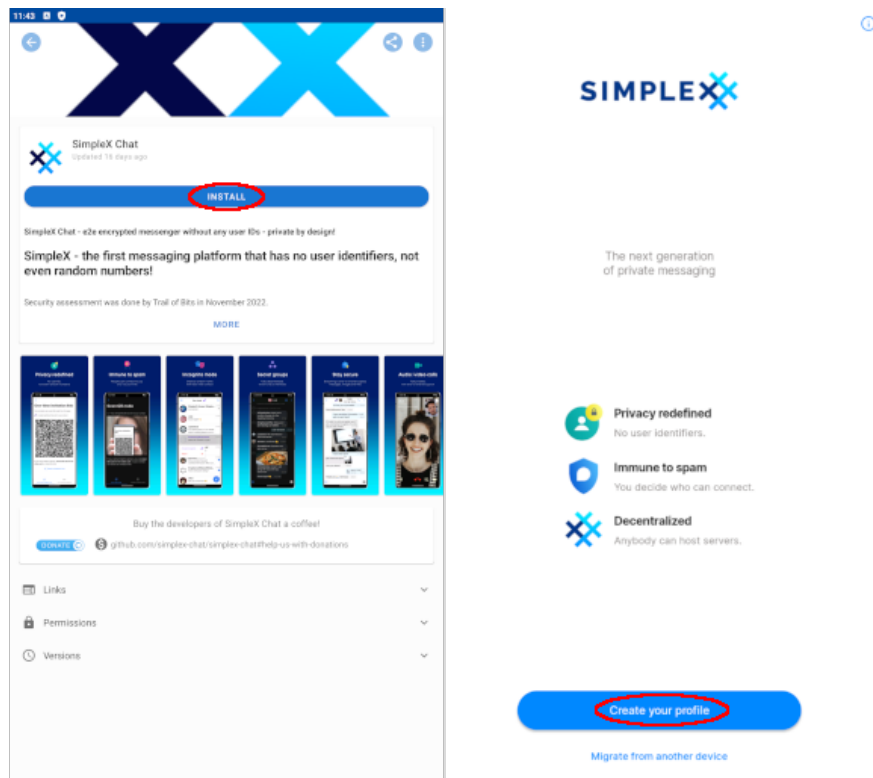 11:43
SimpleX Chat
Updated 16 days ago
INSTALL
SimpleX Chat - e2e encrypted messenger without any user IDs - private by design!
SimpleX - the first messaging platform that has no user identifiers, not
even random numbers!
Security assessment was done by Trail of Bits in November 2022.
MORE
Privacy redefined
Immune to spam
Incognito mode
Secret groups
Stay secure
Audio/video calls
Buy the developers of SimpleX Chat a coffee!
DONATE
github.com/simplex-chat/simplex-chat#help-us-with-donations
Links
Permissions
Versions
SIMPLEX
The next generation
of private messaging
Privacy redefined
No user identifiers.
Immune to spam
You decide who can connect.
Decentralized
Anybody can host servers.
Create your profile
Migrate from another device